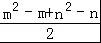 m² − m+n² − n
2